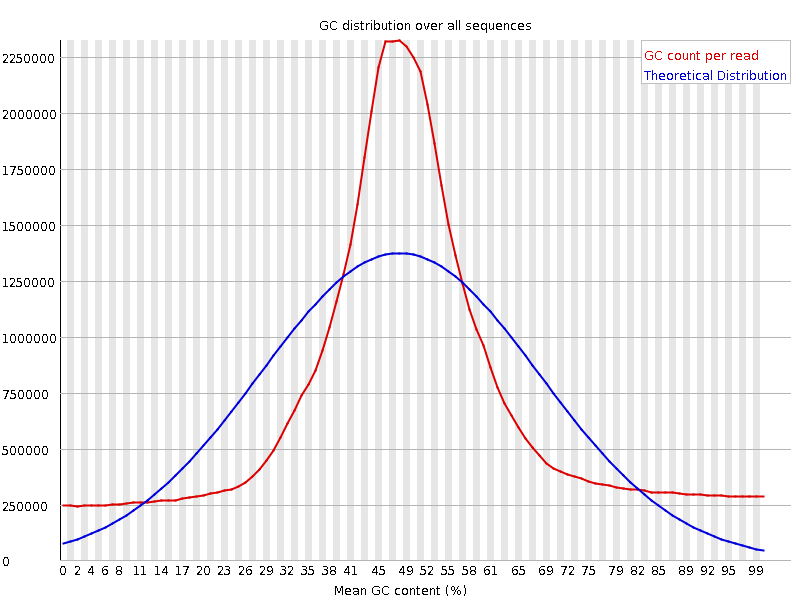 GC distribution over all sequences
GC count per read
Theoretical Distribution
2250000
2000000
1750000
1500000
1250000
1000000
750000
500000
250000
0
0 2 4 6 8 11 14 17 20 23 26 29 32 35 38 41 45 49 52 55 58 61 65 69 72 75 79 82 85 89 92 95 99
Mean GC content (%)